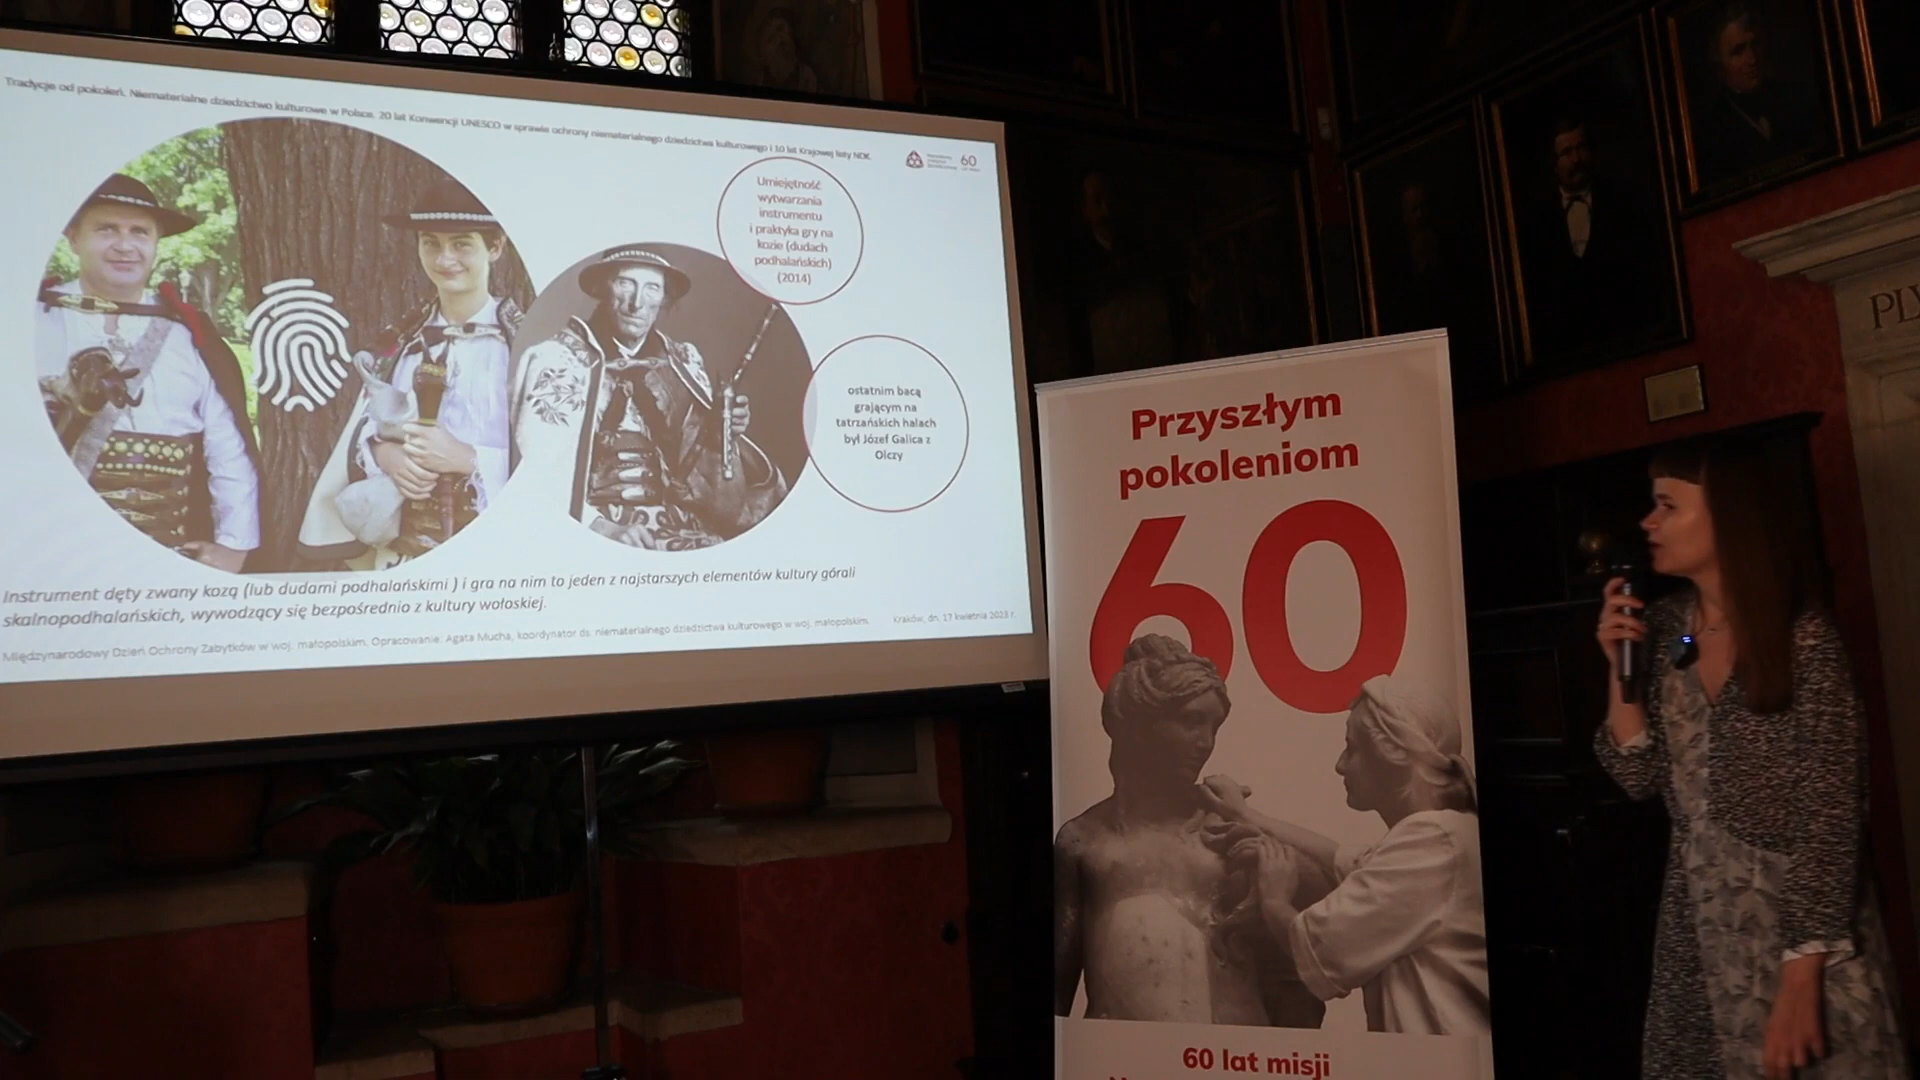 Tradycje od pokoleń. Niematerialne dziedzictwo kulturowe w Polsce. 20 lat Konwencji UNESCO w sprawie ochrony niematerialnego dziedzictwa kulturowego i 10 lat Krajowej listy NDK.
60
Umiejętność
wytwarzania
instrumentu
i praktyka gry na
kozie (dudach
podhalańskich)
(2014)
ostatnim bacą
grającym na
tatrzańskich halach
był Józef Galica z
Olczy
Instrument dęty zwany kozą (lub dudami podhalańskimi ) i gra na nim to jeden z najstarszych elementów kultury górali
skalnopodhalańskich, wywodzący się bezpośrednio z kultury wołoskiej.
Kraków, dn. 17 kwietnia 2023 r.
Międzynarodowy Dzień Ochrony Zabytków w woj. małopolskim. Opracowanie: Agata Mucha, koordynator ds. niematerialnego dziedzictwa kulturowego w woj. małopolskim.
Przyszłym
pokoleniom
60
60 lat misji